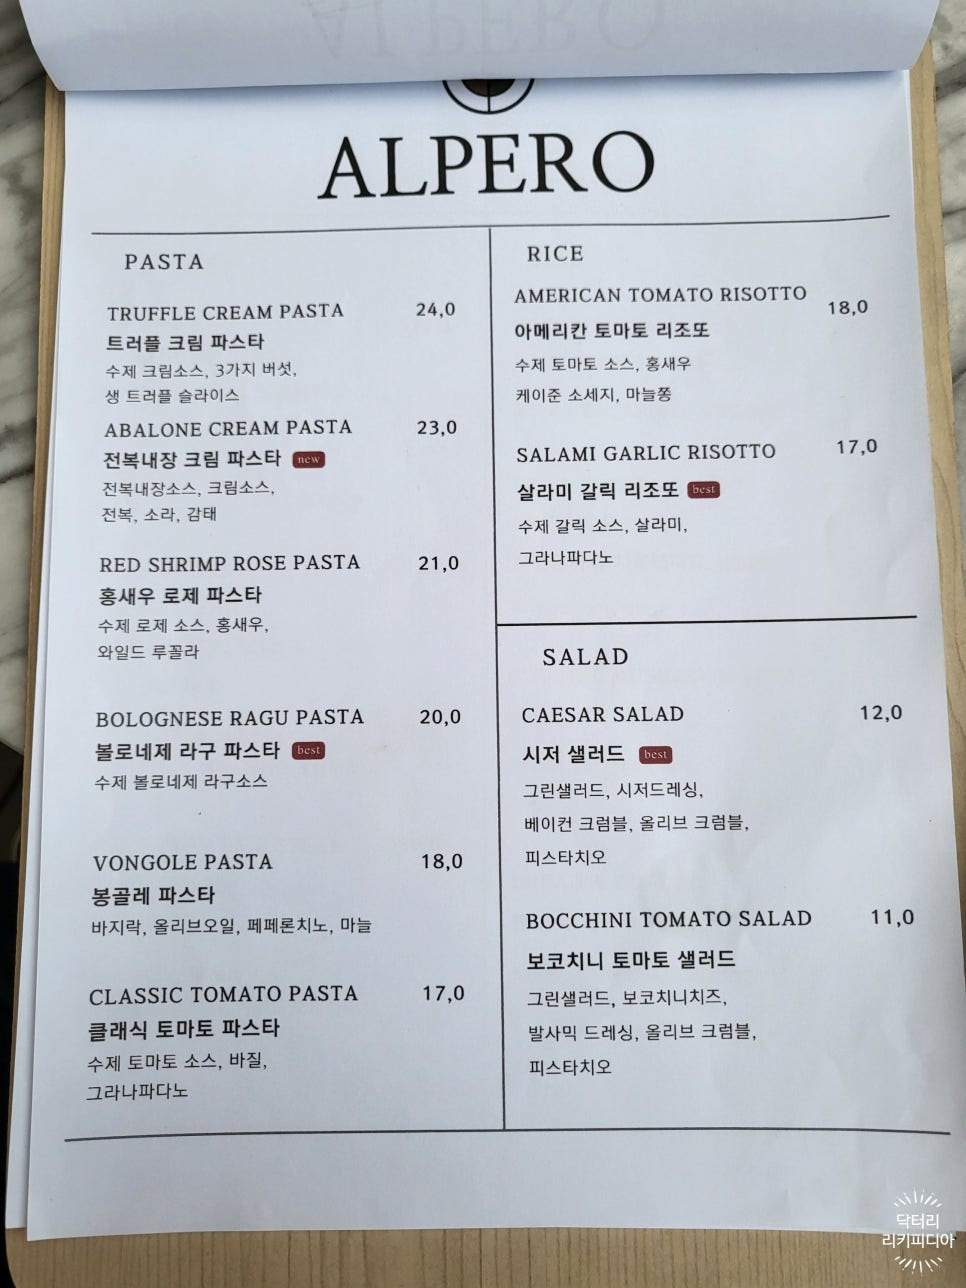 ALPERO
PASTA
TRUFFLE CREAM PASTA 24,0
트러플 크림 파스타
수제 크림소스, 3가지 버섯,
생 트러플 슬라이스
ABALONE CREAM PASTA 23,0
전복내장 크림 파스타 new
전복내장소스, 크림소스,
전복, 소라, 감태
RED SHRIMP ROSE PASTA 21,0
홍새우 로제 파스타
수제 로제 소스, 홍새우,
와일드 루꼴라
BOLOGNESE RAGU PASTA 20,0
볼로네제 라구 파스타 best
수제 볼로네제 라구소스
VONGOLE PASTA 18,0
봉골레 파스타
바지락, 올리브오일, 페페론치노, 마늘
CLASSIC TOMATO PASTA 17,0
클래식 토마토 파스타
수제 토마토 소스, 바질,
그라나파다노
RICE
AMERICAN TOMATO RISOTTO 18,0
아메리칸 토마토 리조또
수제 토마토 소스, 홍새우
케이준 소세지, 마늘쫑
SALAMI GARLIC RISOTTO 17,0
살라미 갈릭 리조또 best
수제 갈릭 소스, 살라미,
그라나파다노
SALAD
CAESAR SALAD 12,0
시저 샐러드 best
그린샐러드, 시저드레싱,
베이컨 크럼블, 올리브 크럼블,
피스타치오
BOCCHINI TOMATO SALAD 11,0
보코치니 토마토 샐러드
그린샐러드, 보코치니치즈,
발사믹 드레싱, 올리브 크럼블,
피스타치오
닥터리
리키피디아